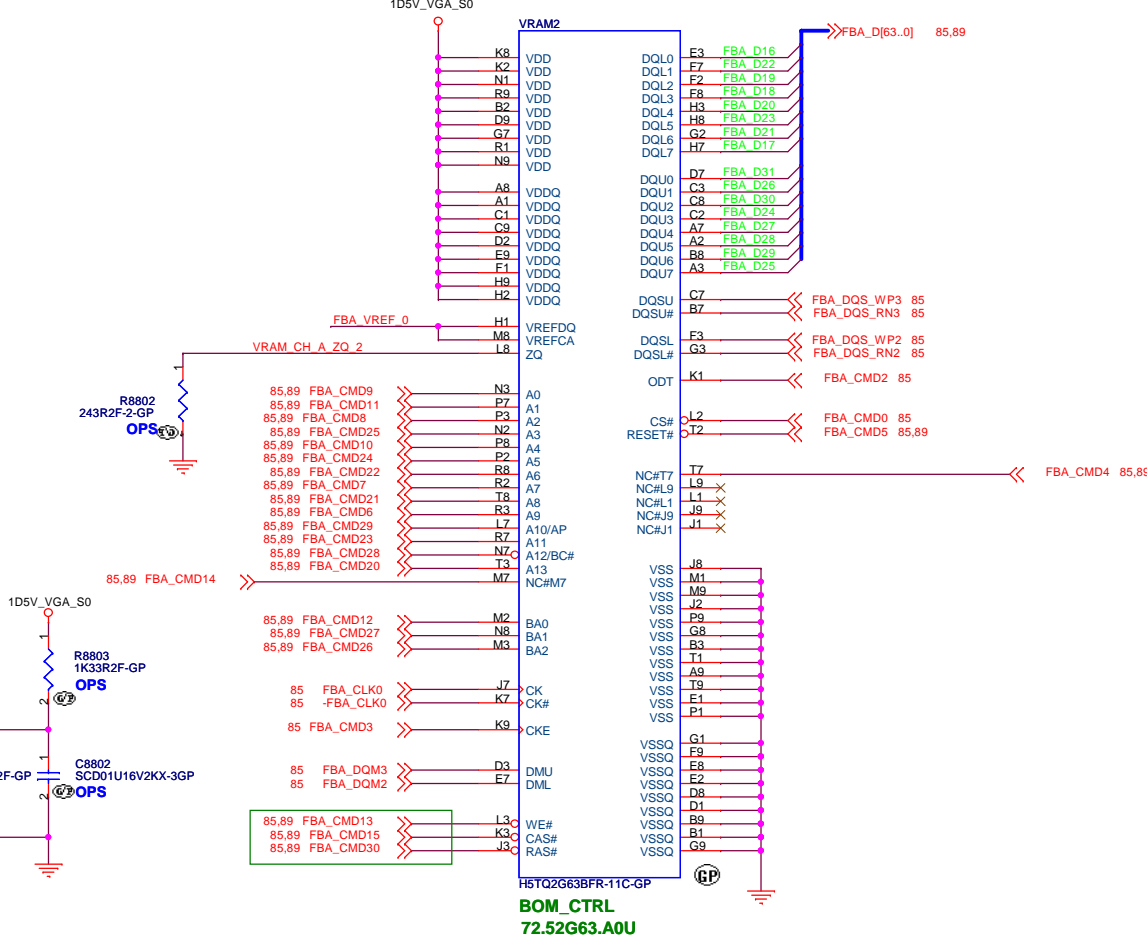 1D5V_VGA_S0
VRAM2
FBA_D[63..0] 85,89
K8 VDD DQL0 E3 FBA_D16
K2 VDD DQL1 F7 FBA_D22
N1 VDD DQL2 F2 FBA_D19
R9 VDD DQL3 F8 FBA_D18
B2 VDD DQL4 H3 FBA_D20
D9 VDD DQL5 H8 FBA_D23
G7 VDD DQL6 G2 FBA_D21
R1 VDD DQL7 H7 FBA_D17
N9 VDD
DQU0 D7 FBA_D31
A8 VDDQ DQU1 C3 FBA_D26
A1 VDDQ DQU2 C8 FBA_D30
C1 VDDQ DQU3 C2 FBA_D24
C9 VDDQ DQU4 A7 FBA_D27
D2 VDDQ DQU5 A2 FBA_D28
E9 VDDQ DQU6 B8 FBA_D29
F1 VDDQ DQU7 A3 FBA_D25
H9 VDDQ
H2 VDDQ DQSU C7 FBA_DQS_WP3 85
DQSU# B7 FBA_DQS_RN3 85
FBA_VREF_0 H1 VREFDQ
M8 VREFCA DQSL F3 FBA_DQS_WP2 85
VRAM_CH_A_ZQ_2 L8 ZQ DQSL# G3 FBA_DQS_RN2 85
1
ODT K1 FBA_CMD2 85
R8802
243R2F-2-GP
OPS
85,89 FBA_CMD9 N3 A0
85,89 FBA_CMD11 P7 A1
85,89 FBA_CMD8 P3 A2 CS# L2 FBA_CMD0 85
85,89 FBA_CMD25 N2 A3 RESET# T2 FBA_CMD5 85,89
85,89 FBA_CMD10 P8 A4
85,89 FBA_CMD24 P2 A5
85,89 FBA_CMD22 R8 A6 NC#T7 T7 FBA_CMD4 85,89
85,89 FBA_CMD7 R2 A7 NC#L9 L9
85,89 FBA_CMD21 T8 A8 NC#L1 L1
85,89 FBA_CMD6 R3 A9 NC#J9 J9
85,89 FBA_CMD29 L7 A10/AP NC#J1 J1
85,89 FBA_CMD23 R7 A11
85,89 FBA_CMD28 N7 A12/BC#
85,89 FBA_CMD20 T3 A13 VSS J8
85,89 FBA_CMD14 M7 NC#M7 VSS M1
VSS M9
1D5V_VGA_S0 VSS J2
85,89 FBA_CMD12 M2 BA0 VSS P9
85,89 FBA_CMD27 N8 BA1 VSS G8
85,89 FBA_CMD26 M3 BA2 VSS B3
1
R8803
1K33R2F-GP
OPS
2
GP
VSS T1
VSS A9
85 FBA_CLK0 J7 CK VSS T9
85 -FBA_CLK0 K7 CK# VSS E1
VSS P1
85 FBA_CMD3 K9 CKE
VSSQ G1
VSSQ F9
85 FBA_DQM3 D3 DMU VSSQ E8
85 FBA_DQM2 E7 DML VSSQ E2
1
C8802
2F-GP SCD01U16V2KX-3GP
2
GP OPS
VSSQ D8
VSSQ D1
85,89 FBA_CMD13 L3 WE# VSSQ B9
85,89 FBA_CMD15 K3 CAS# VSSQ B1
85,89 FBA_CMD30 J3 RAS# VSSQ G9
GP
H5TQ2G63BFR-11C-GP
BOM_CTRL
72.52G63.A0U